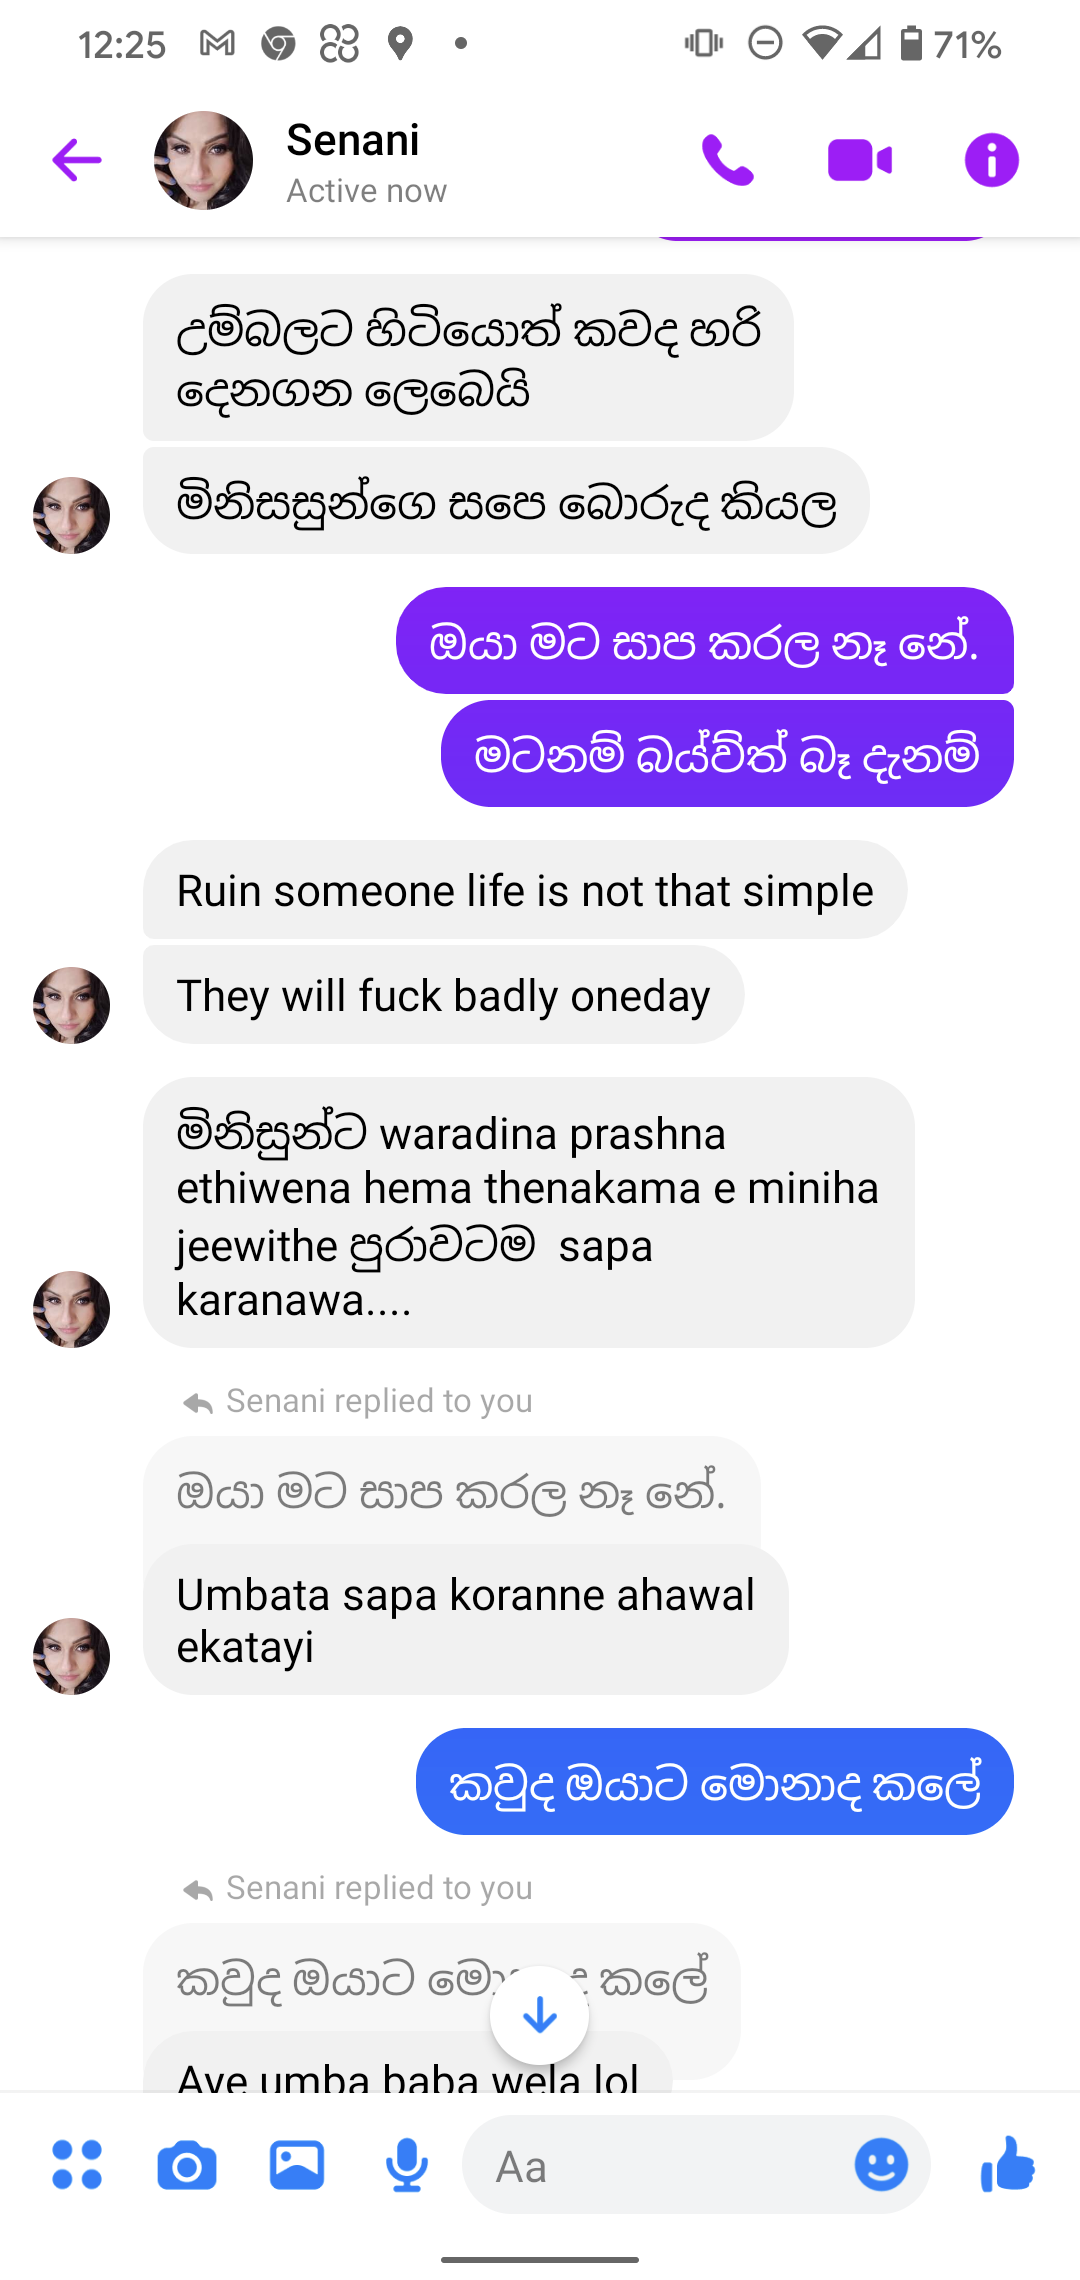 12:25
71%
Senani
Active now
උම්බලට හිටියොත් කවද හරි
දෙනගන ලෙබෙයි
මිනිසසුන්ගෙ සපෙ බොරුද කියල
ඔයා මට සාප කරල නෑ නේ.
මටනම් බය්ව්ත් බෑ දැනම්
Ruin someone life is not that simple
They will fuck badly oneday
මිනිසුන්ට waradina prashna
ethiwena hema thenakama e miniha
jeewithe පුරාවටම sapa
karanawa....
Senani replied to you
ඔයා මට සාප කරල නෑ නේ.
Umbata sapa koranne ahawal
ekatayi
කවුද ඔයාට මොනාද කලේ
Senani replied to you
කවුද ඔයාට කලේ
Aye umba baba wela lol
Aa